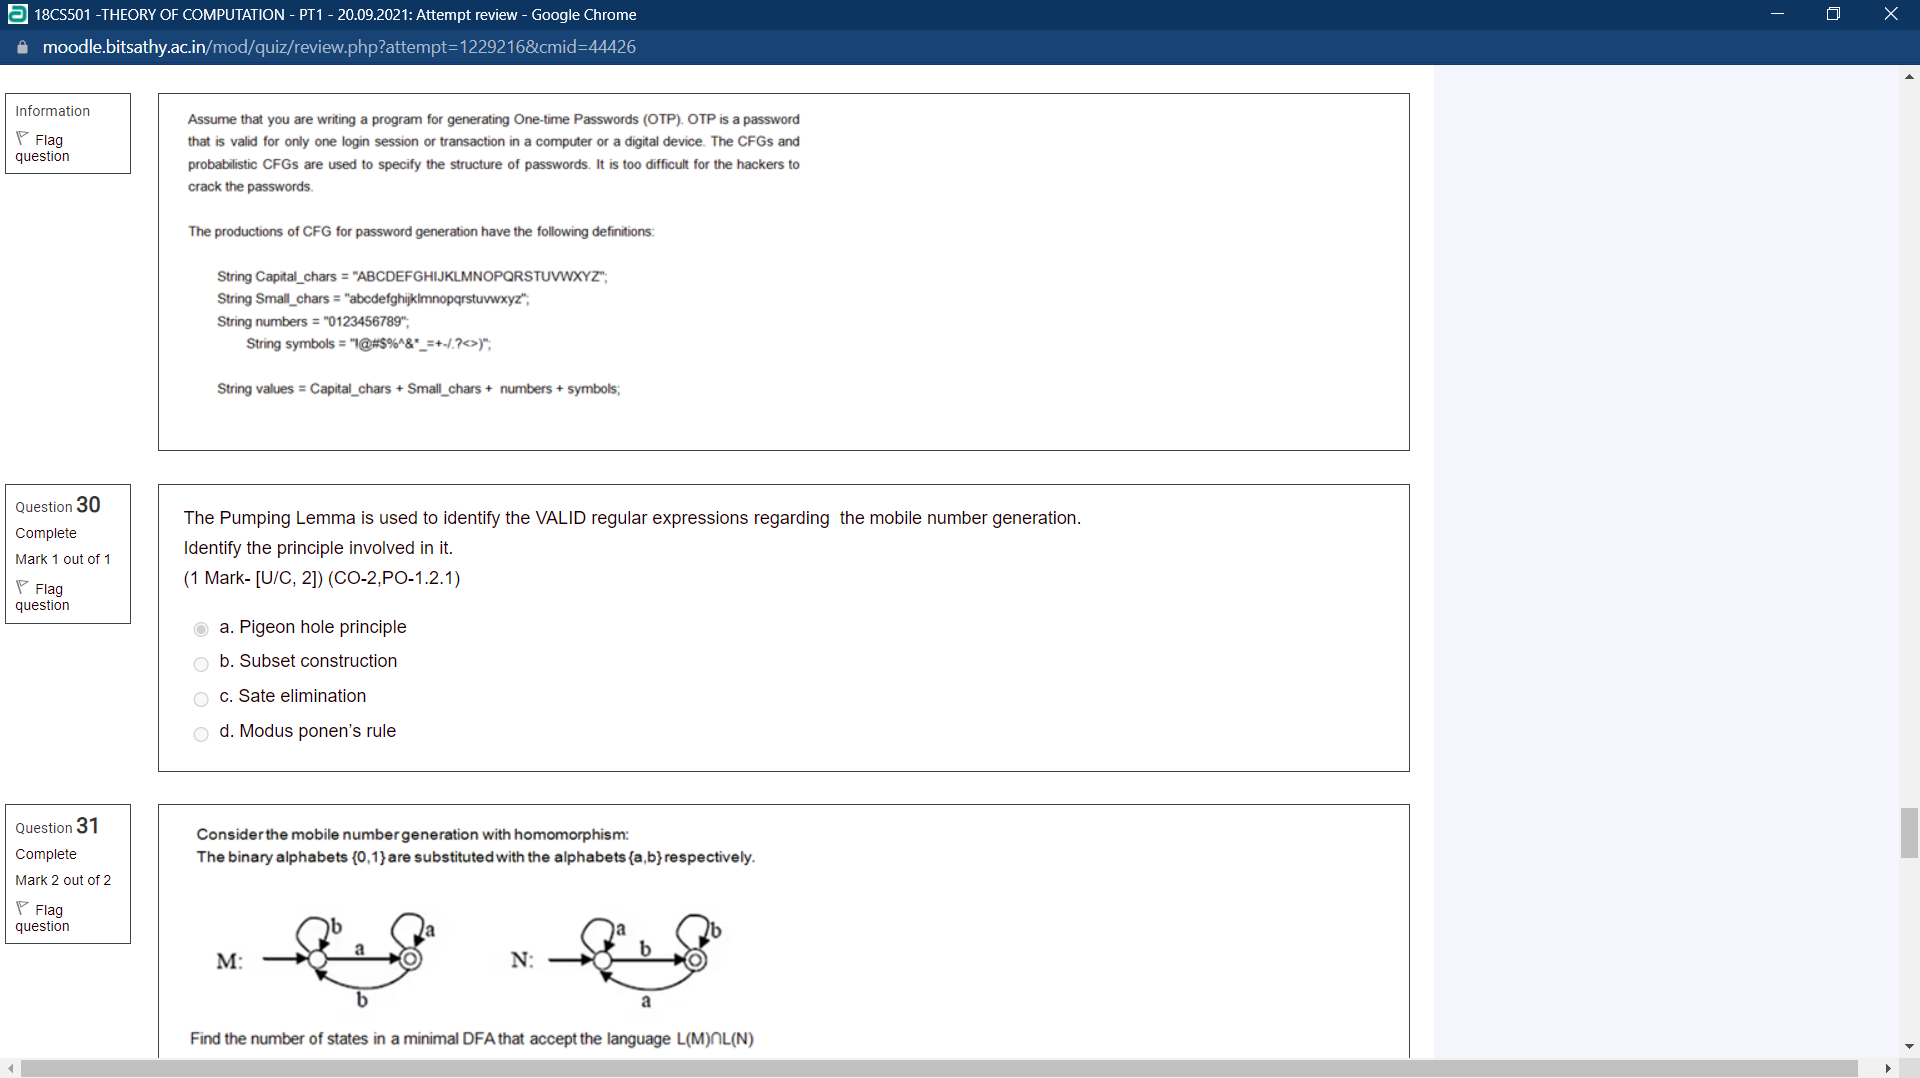 18CS501 -THEORY OF COMPUTATION - PT1 - 20.09.2021: Attempt review - Google Chrome
moodle.bitsathy.ac.in/mod/quiz/review.php?attempt=1229216&cmid=44426
Information
Flag
question
Assume that you are writing a program for generating One-time Passwords (OTP). OTP is a password
that is valid for only one login session or transaction in a computer or a digital device. The CFGs and
probabilistic CFGs are used to specify the structure of passwords. It is too difficult for the hackers to
crack the passwords.
The productions of CFG for password generation have the following definitions:
String Capital_chars = "ABCDEFGHIJKLMNOPQRSTUVWXYZ";
String Small_chars = "abcdefghijklmnopqrstuvwxyz";
String numbers = "0123456789";
String symbols = "!@#$%^&*_=+-/.?<>)";
String values = Capital_chars + Small_chars + numbers + symbols;
Question 30
Complete
Mark 1 out of 1
Flag
question
The Pumping Lemma is used to identify the VALID regular expressions regarding  the mobile number generation.
Identify the principle involved in it.
(1 Mark- [U/C, 2]) (CO-2,PO-1.2.1)
a. Pigeon hole principle
b. Subset construction
c. Sate elimination
d. Modus ponen's rule
Question 31
Complete
Mark 2 out of 2
Flag
question
Consider the mobile number generation with homomorphism:
The binary alphabets {0,1} are substituted with the alphabets {a,b} respectively.
M: b a a b
N: a b b a
Find the number of states in a minimal DFA that accept the language L(M)∩L(N)